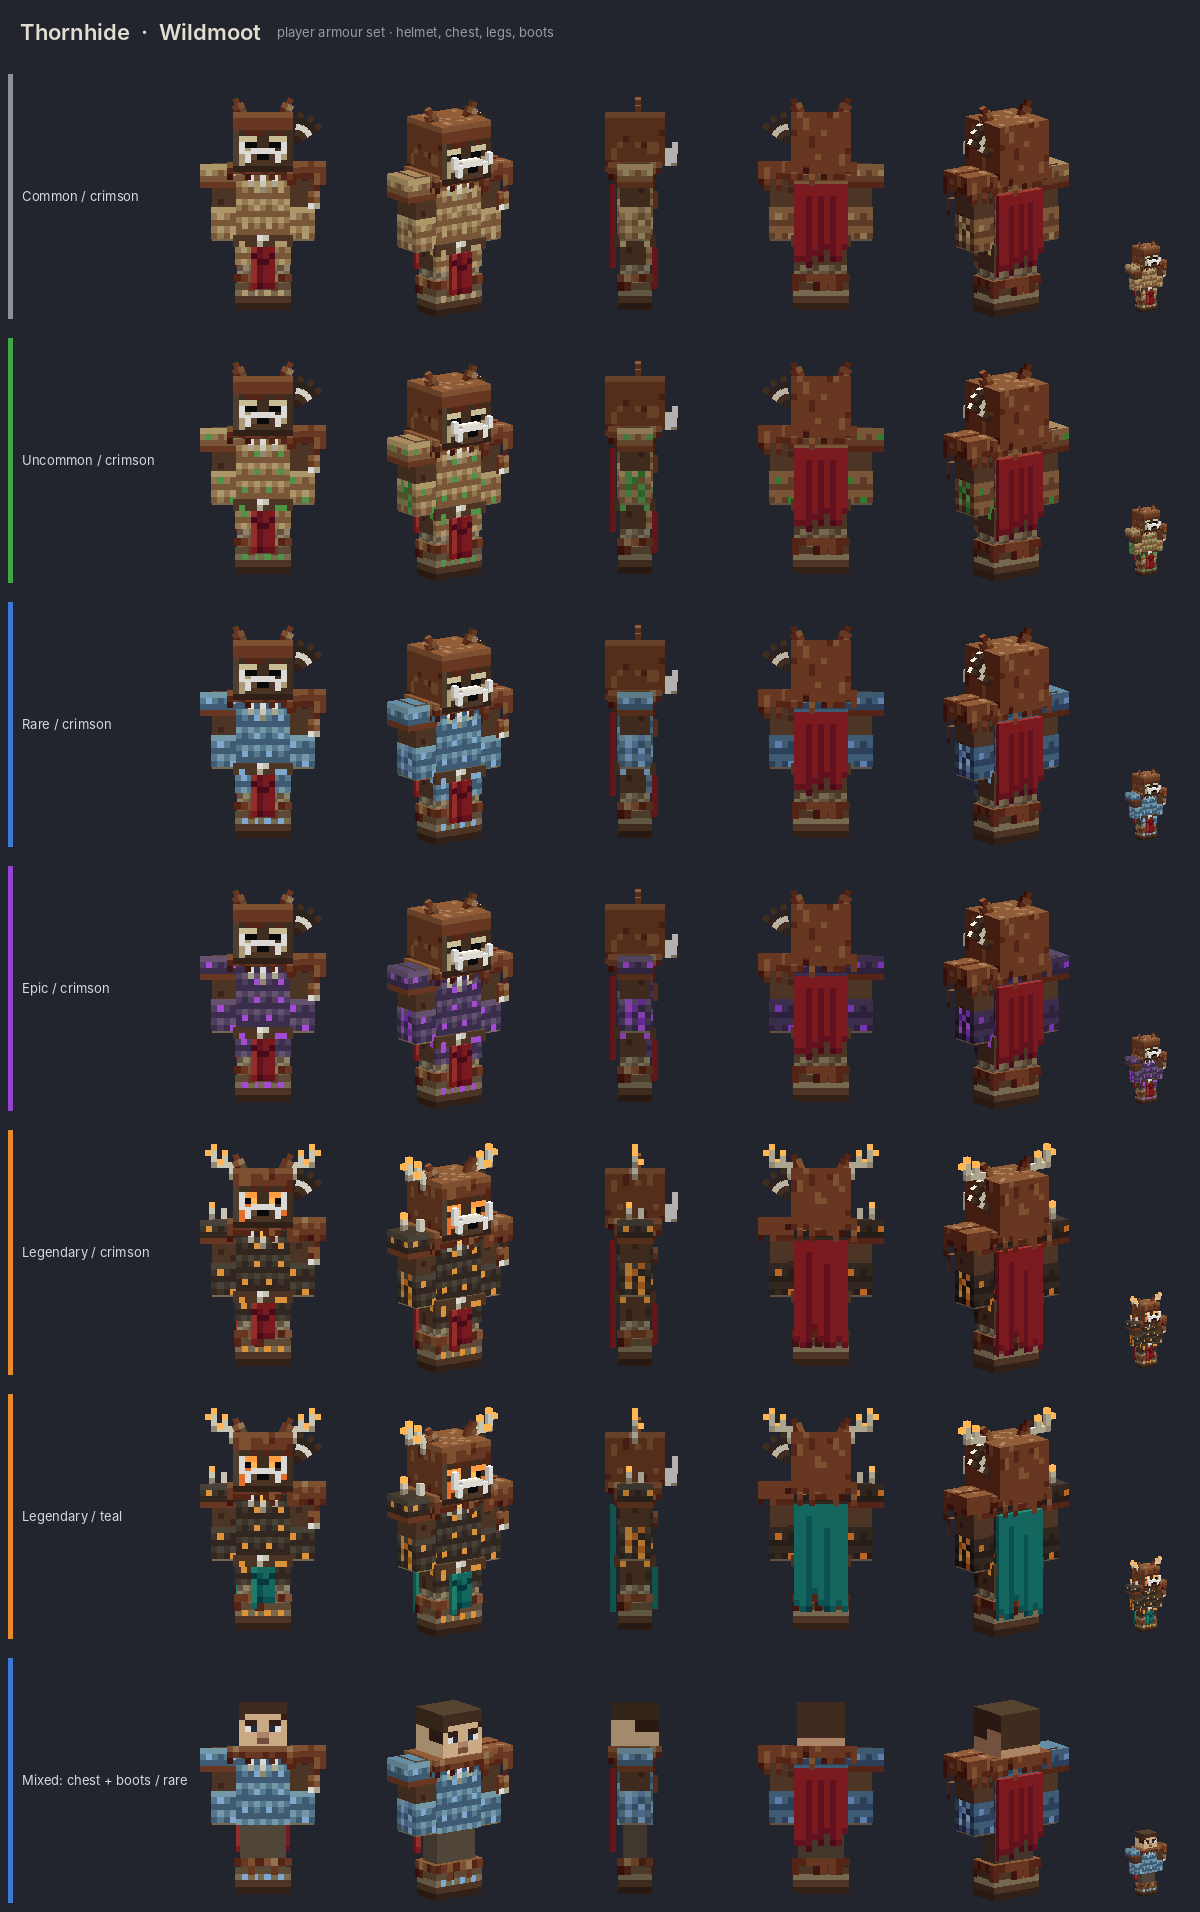 Thornhide · Wildmoot player armour set · helmet, chest, legs, boots
Common / crimson
Uncommon / crimson
Rare / crimson
Epic / crimson
Legendary / crimson
Legendary / teal
Mixed: chest + boots / rare